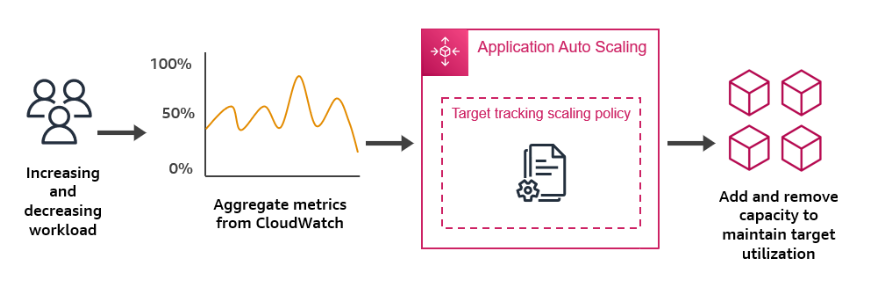 Increasing
and
decreasing
workload
100%
50%
0%
Aggregate metrics
from CloudWatch
Application Auto Scaling
Target tracking scaling policy
Add and remove
capacity to
maintain target
utilization